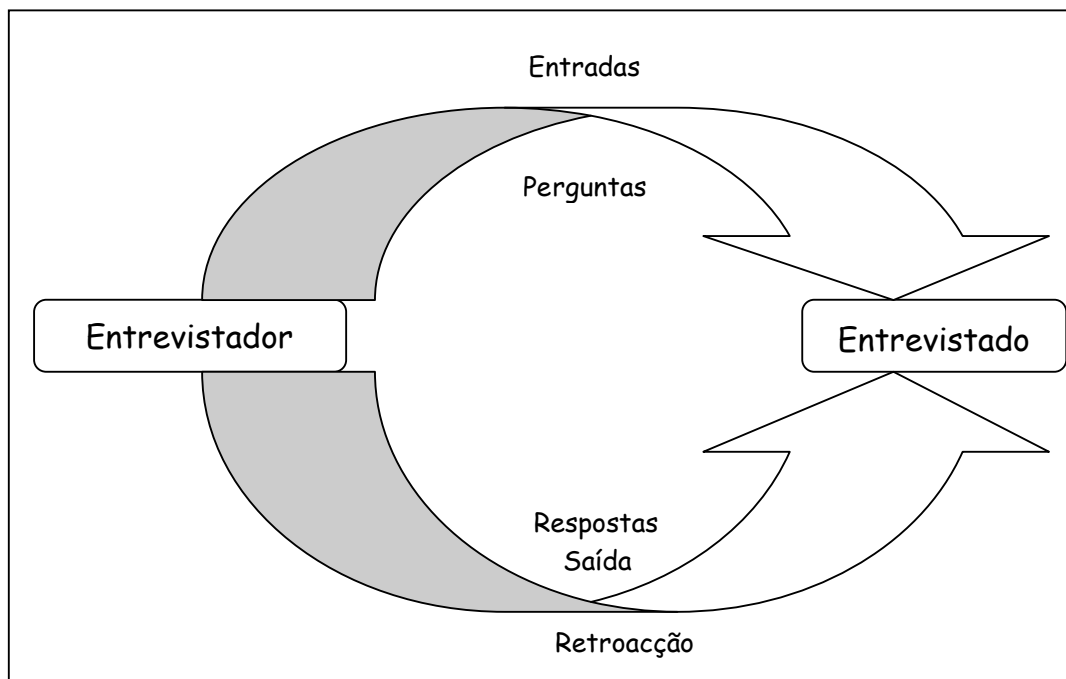 Entradas
Perguntas
Entrevistador
Entrevistado
Respostas
Saída
Retroacção